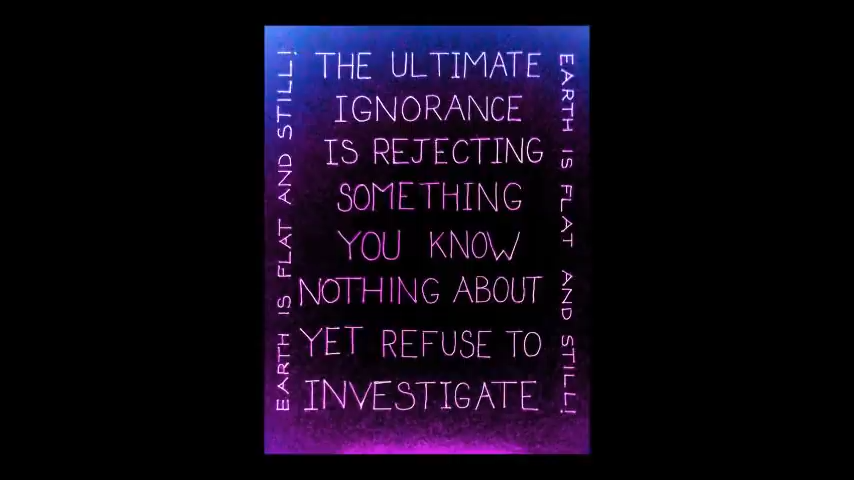 EARTH IS FLAT AND STILL!
THE ULTIMATE
IGNORANCE
IS REJECTING
SOMETHING
YOU KNOW
NOTHING ABOUT
YET REFUSE TO
INVESTIGATE
EARTH IS FLAT AND STILL!